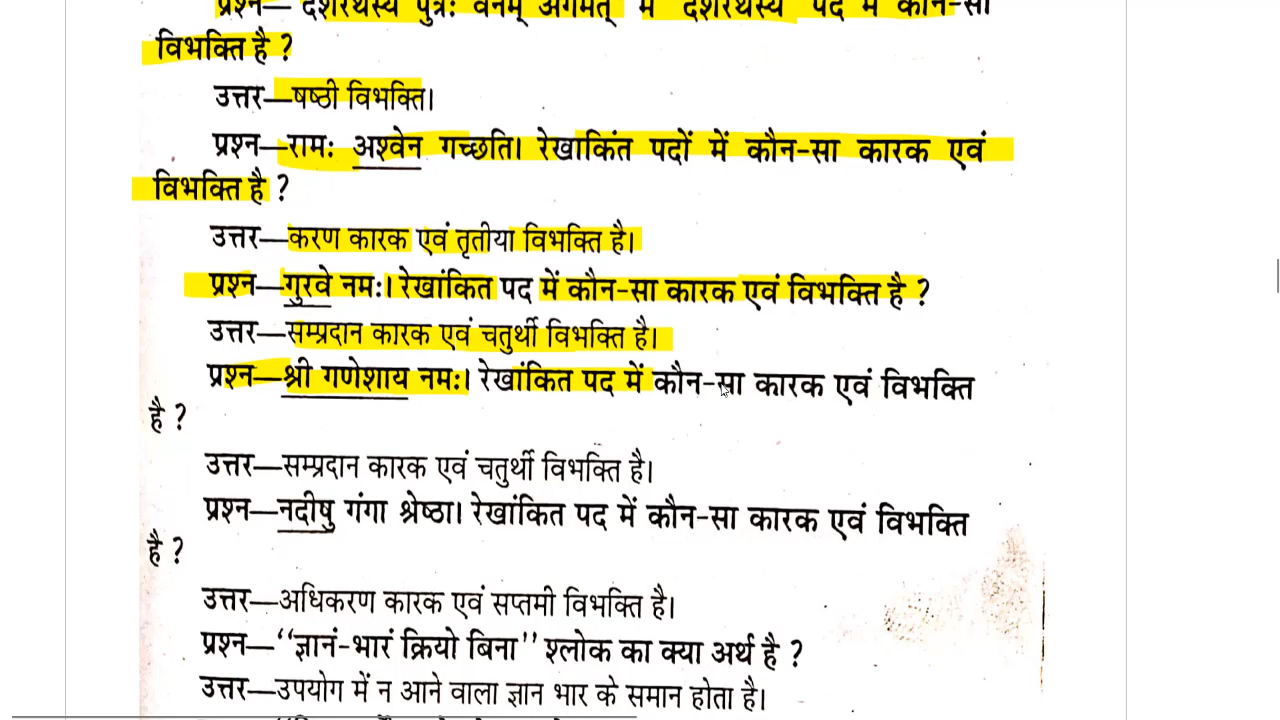 प्रश्न— दशरथस्य पुत्रः वनम् अगमत् में दशरथस्य पद में कौन-सा
विभक्ति है ?
उत्तर—षष्ठी विभक्ति।
प्रश्न—रामः अश्वेन गच्छति। रेखाकिंत पदों में कौन-सा कारक एवं
विभक्ति है ?
उत्तर—करण कारक एवं तृतीया विभक्ति है।
प्रश्न—गुरवे नमः। रेखांकित पद में कौन-सा कारक एवं विभक्ति है ?
उत्तर—सम्प्रदान कारक एवं चतुर्थी विभक्ति है।
प्रश्न—श्री गणेशाय नमः। रेखांकित पद में कौन-सा कारक एवं विभक्ति
है ?
उत्तर—सम्प्रदान कारक एवं चतुर्थी विभक्ति है।
प्रश्न—नदीषु गंगा श्रेष्ठा। रेखांकित पद में कौन-सा कारक एवं विभक्ति
है ?
उत्तर—अधिकरण कारक एवं सप्तमी विभक्ति है।
प्रश्न—‘‘ज्ञानं-भारं क्रियो बिना’’ श्लोक का क्या अर्थ है ?
उत्तर—उपयोग में न आने वाला ज्ञान भार के समान होता है।